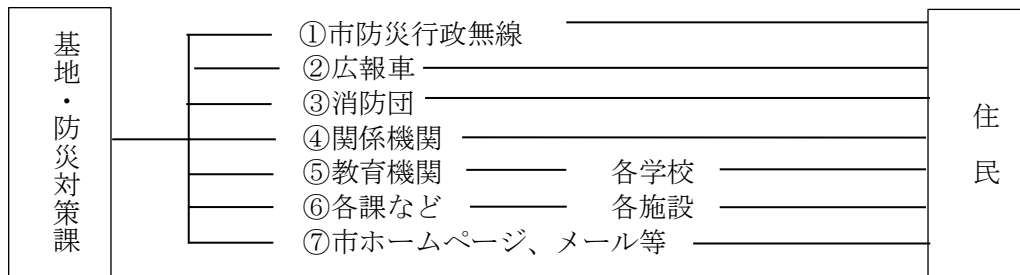 基地・防災対策課
①市防災行政無線
②広報車
③消防団
④関係機関
⑤教育機関 各学校
⑥各課など 各施設
⑦市ホームページ、メール等
住民